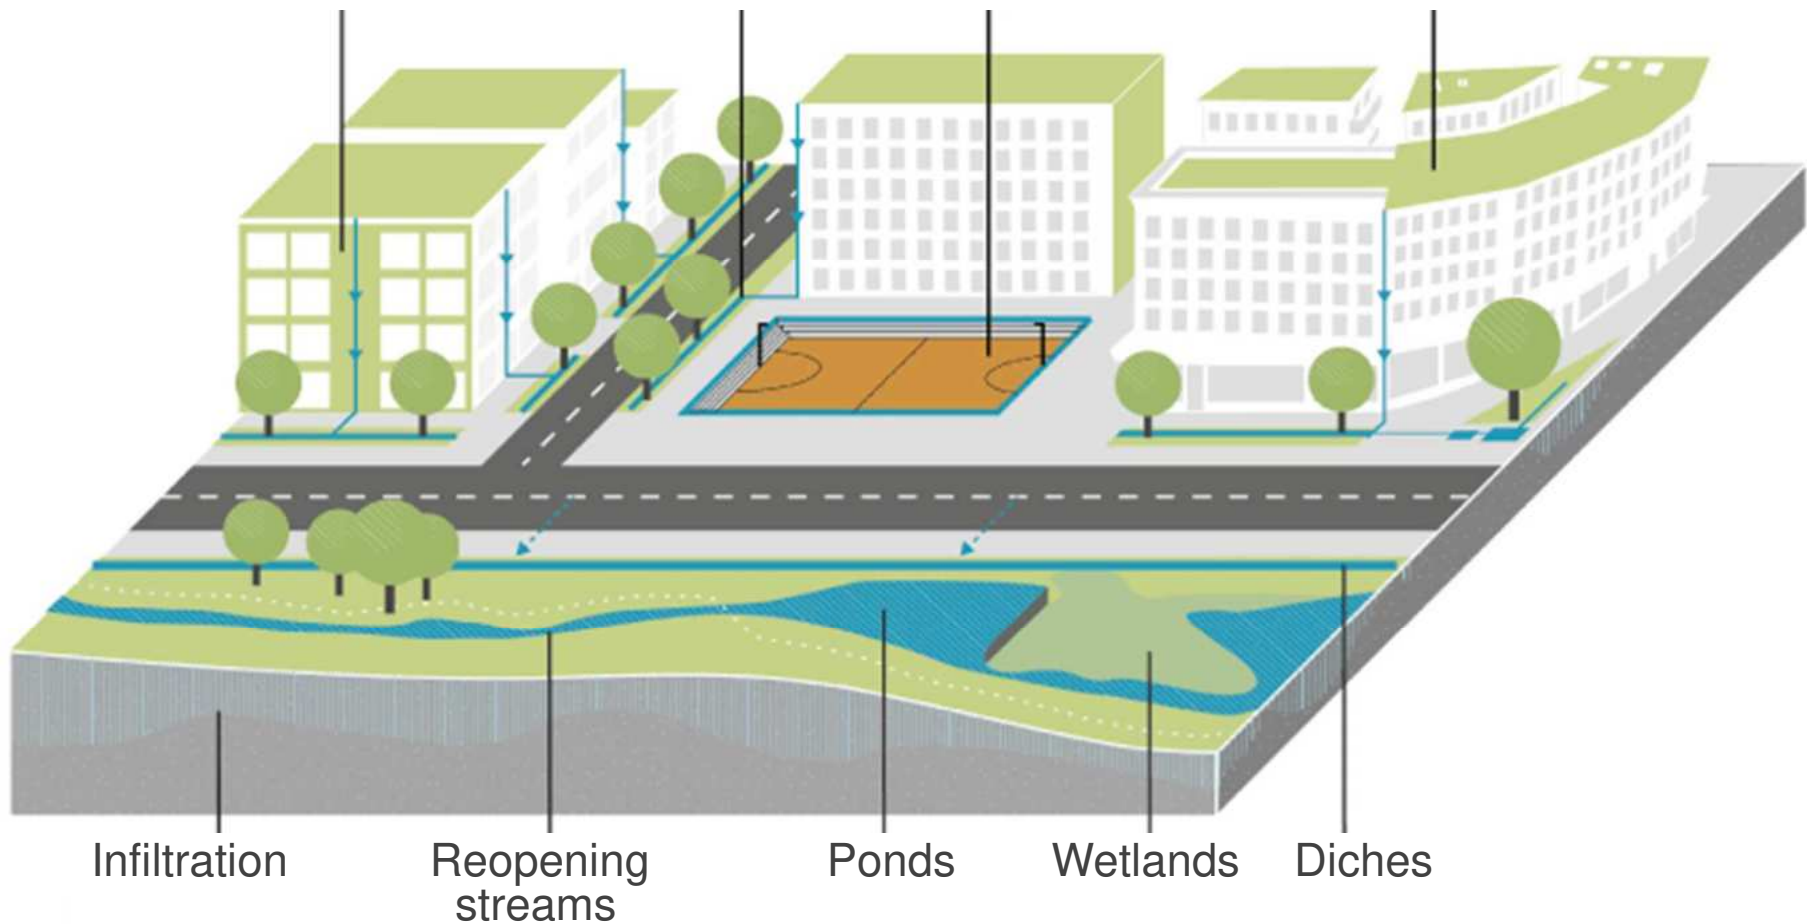 Infiltration
Reopening
streams
Ponds
Wetlands
Diches